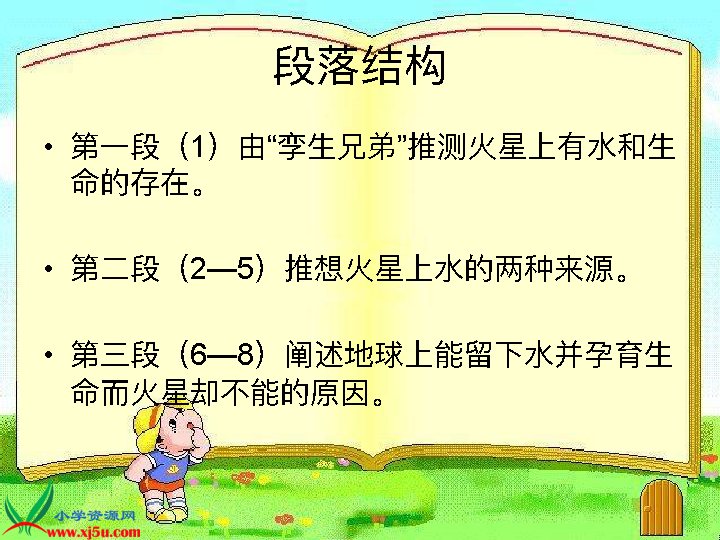 段落结构
• 第一段（1）由“孪生兄弟”推测火星上有水和生
命的存在。
• 第二段（2—5）推想火星上水的两种来源。
• 第三段（6—8）阐述地球上能留下水并孕育生
命而火星却不能的原因。
小学资源网
www.xj5u.com